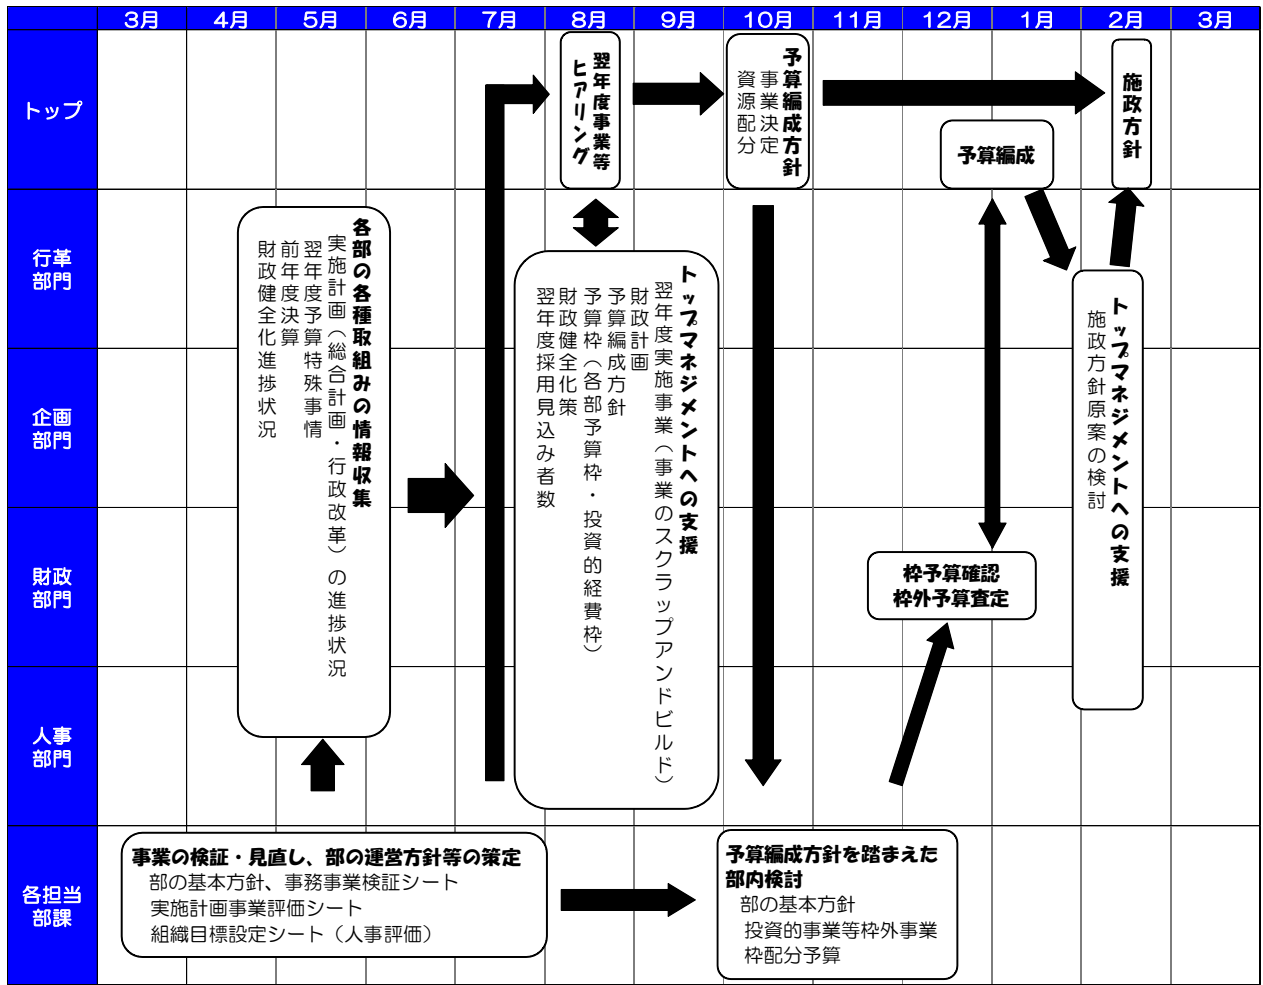 3月 4月 5月 6月 7月 8月 9月 10月 11月 12月 1月 2月 3月
トップ
翌年度事業等
ヒアリング
予算編成方針
事業決定
資源配分
予算編成
施政方針
行革
部門
企画
部門
財政
部門
人事
部門
各部の各種取組みの情報収集
実施計画(総合計画・行政改革)の進捗状況
翌年度予算特殊事情
前年度決算
財政健全化進捗状況
トップマネジメントへの支援
翌年度実施事業(事業のスクラップアンドビルド)
財政計画
予算編成方針
予算枠(各部予算枠・投資的経費枠)
財政健全化策
翌年度採用見込み者数
枠予算確認
枠外予算査定
トップマネジメントへの支援
施政方針原案の検討
各担当
部課
事業の検証・見直し、部の運営方針等の策定
部の基本方針、事務事業検証シート
実施計画事業評価シート
組織目標設定シート(人事評価)
予算編成方針を踏まえた
部内検討
部の基本方針
投資的事業等枠外事業
枠配分予算